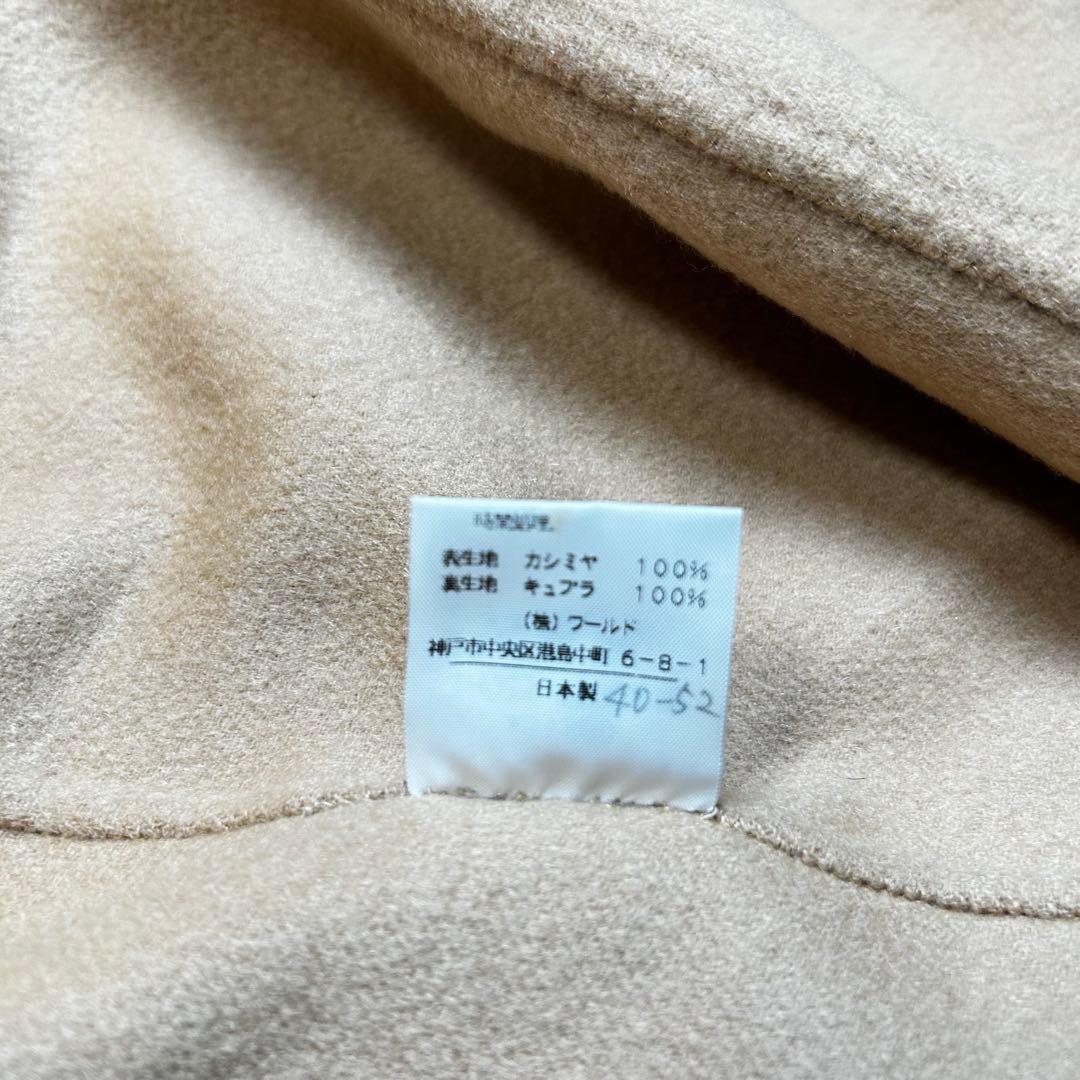 表生地 カシミヤ 100%
裏生地 キュプラ 100%
(株)ワールド
神戸市中央区港島中町 6-8-1
日本製 40-52